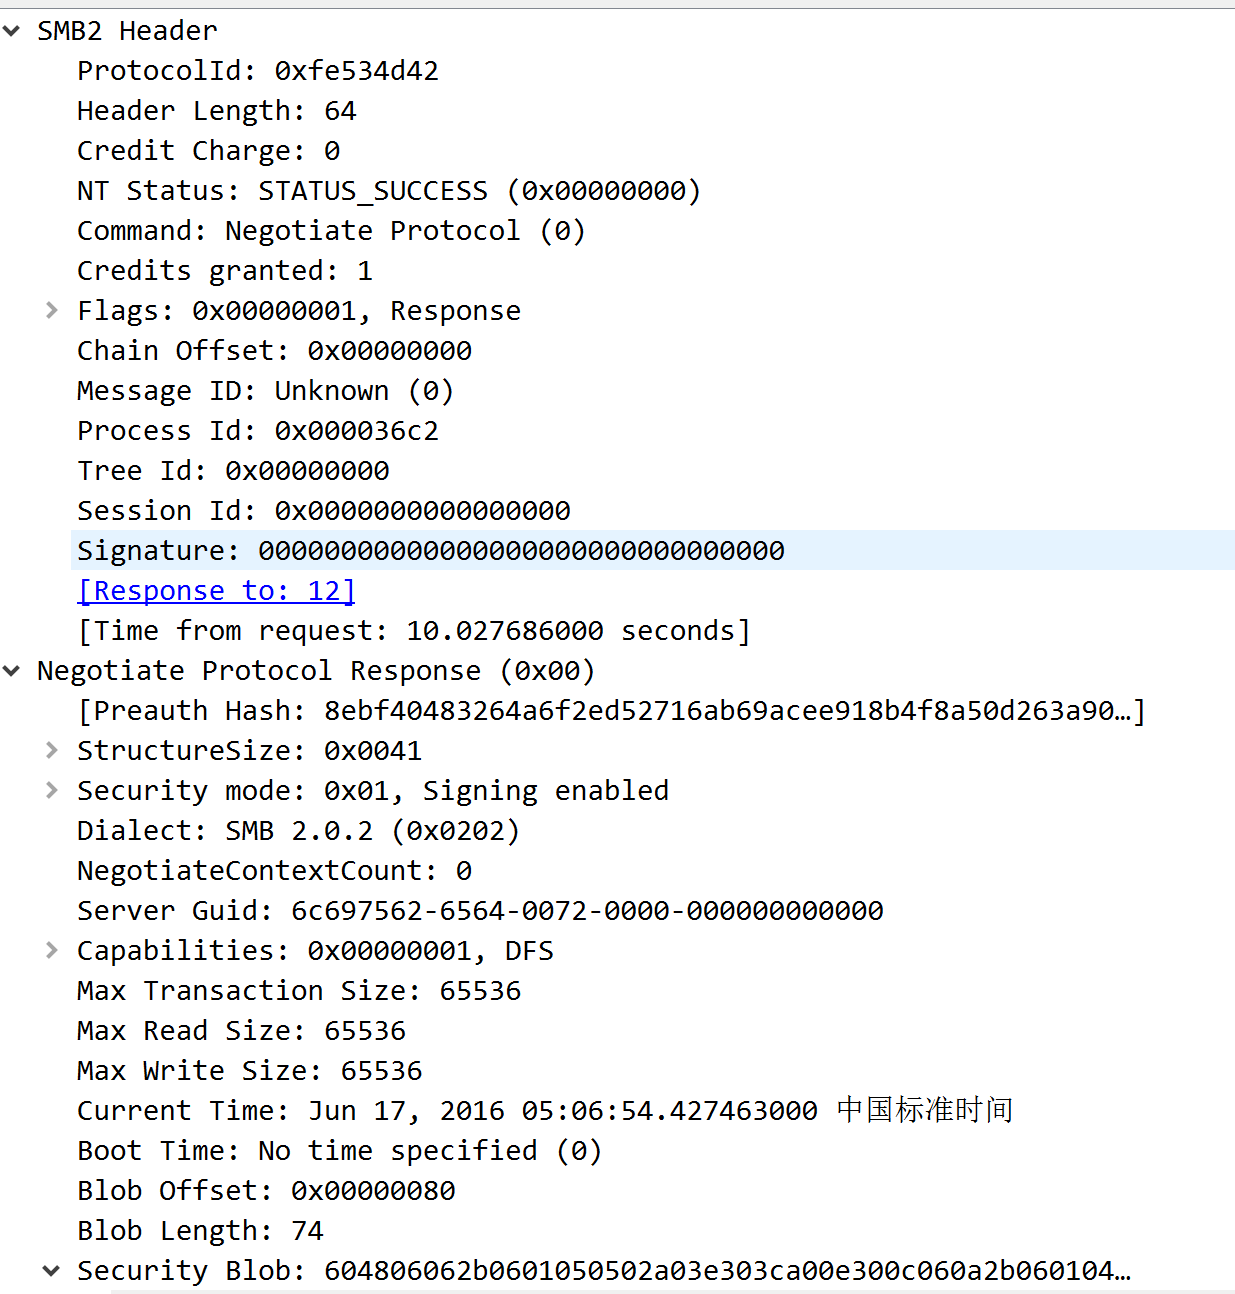 SMB2 Header
ProtocolId: 0xfe534d42
Header Length: 64
Credit Charge: 0
NT Status: STATUS_SUCCESS (0x00000000)
Command: Negotiate Protocol (0)
Credits granted: 1
Flags: 0x00000001, Response
Chain Offset: 0x00000000
Message ID: Unknown (0)
Process Id: 0x000036c2
Tree Id: 0x00000000
Session Id: 0x0000000000000000
Signature: 00000000000000000000000000000000
[Response to: 12]
[Time from request: 10.027686000 seconds]
Negotiate Protocol Response (0x00)
[Preauth Hash: 8ebf40483264a6f2ed52716ab69acee918b4f8a50d263a90…]
StructureSize: 0x0041
Security mode: 0x01, Signing enabled
Dialect: SMB 2.0.2 (0x0202)
NegotiateContextCount: 0
Server Guid: 6c697562-6564-0072-0000-000000000000
Capabilities: 0x00000001, DFS
Max Transaction Size: 65536
Max Read Size: 65536
Max Write Size: 65536
Current Time: Jun 17, 2016 05:06:54.427463000 中国标准时间
Boot Time: No time specified (0)
Blob Offset: 0x00000080
Blob Length: 74
Security Blob: 604806062b0601050502a03e303ca00e300c060a2b060104…